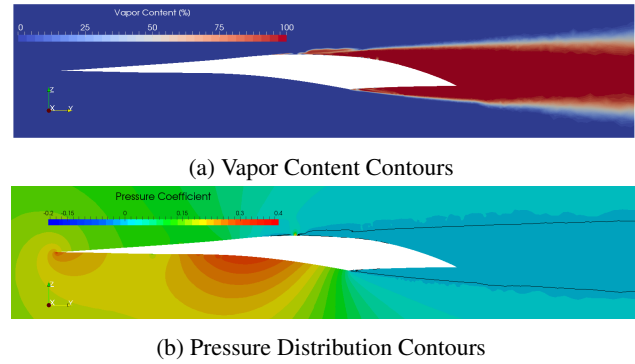 Vapor Content (%)
0 25 50 75 100
Z
X Y
(a) Vapor Content Contours
Pressure Coefficient
-0.2 -0.15 0 0.15 0.3 0.4
Z
X Y
(b) Pressure Distribution Contours